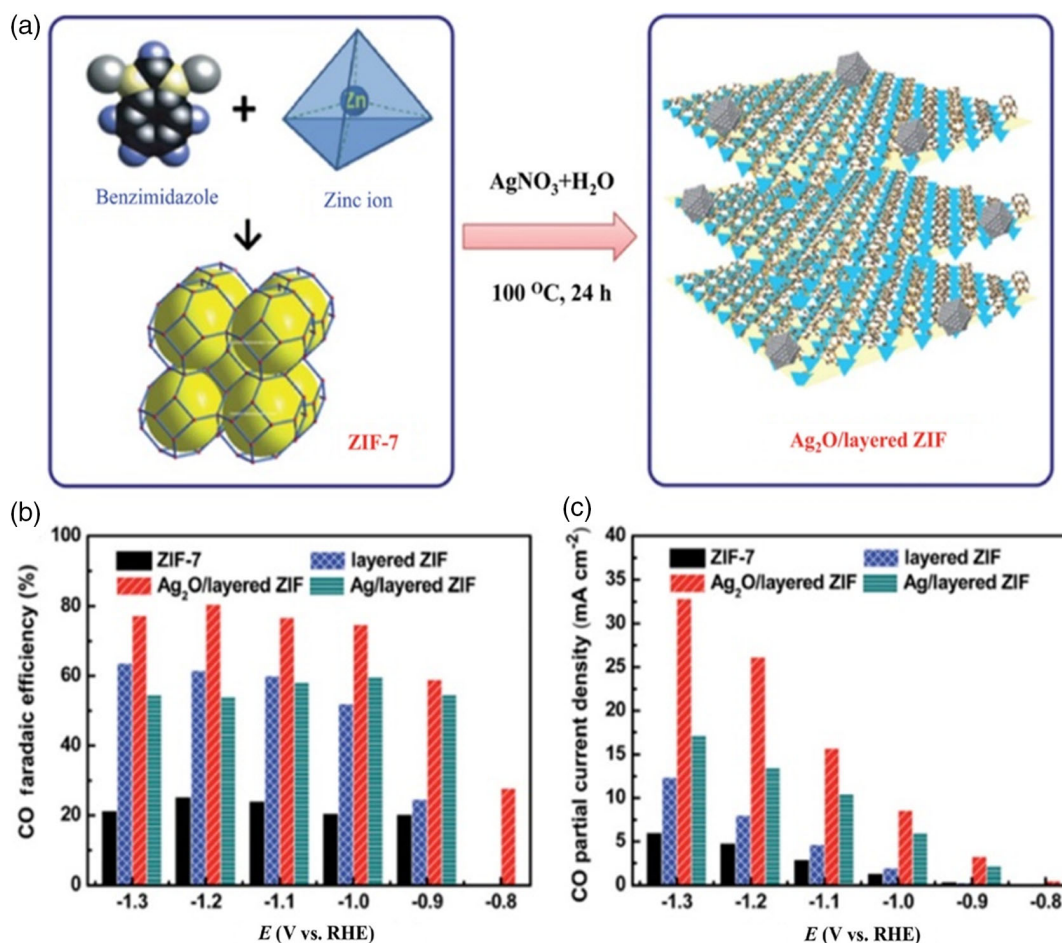 (a)
Benzimidazole
+
Zn
Zinc ion
ZIF-7
AgNO₃+H₂O
100 ᴼC, 24 h
Ag₂O/layered ZIF
(b)
CO faradaic efficiency (%)
100
80
60
40
20
0
ZIF-7
layered ZIF
Ag₂O/layered ZIF
Ag/layered ZIF
-1.3 -1.2 -1.1 -1.0 -0.9 -0.8
E (V vs. RHE)
(c)
CO partial current density (mA cm⁻²)
40
35
30
25
20
15
10
5
0
ZIF-7
layered ZIF
Ag₂O/layered ZIF
Ag/layered ZIF
-1.3 -1.2 -1.1 -1.0 -0.9 -0.8
E (V vs. RHE)